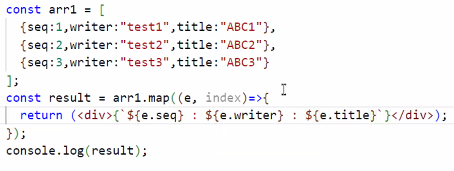 const arr1 = [
  {seq:1,writer:"test1",title:"ABC1"},
  {seq:2,writer:"test2",title:"ABC2"},
  {seq:3,writer:"test3",title:"ABC3"}
];
const result = arr1.map((e, index)=>{
  return (<div>{`${e.seq} : ${e.writer} : ${e.title}`}</div>);
});
console.log(result);